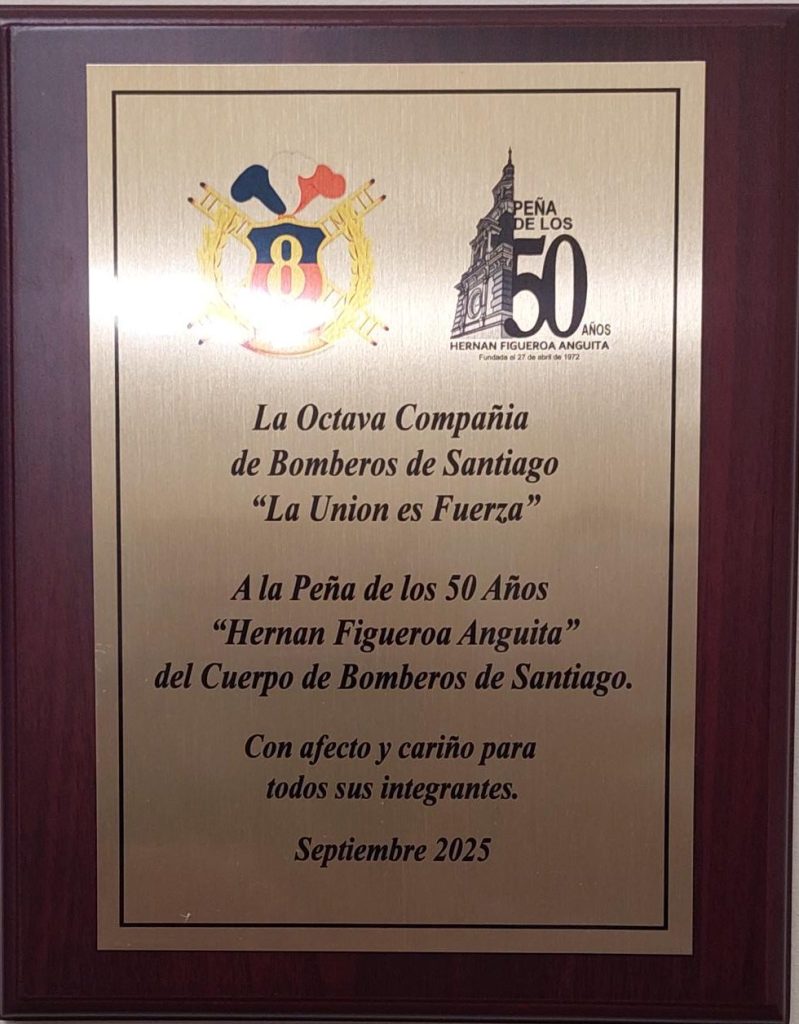 8
PEÑA
DE LOS
50
AÑOS
HERNAN FIGUEROA ANGUITA
Fundada el 27 de abril de 1972
La Octava Compañia
de Bomberos de Santiago
“La Union es Fuerza”
A la Peña de los 50 Años
“Hernan Figueroa Anguita”
del Cuerpo de Bomberos de Santiago.
Con afecto y cariño para
todos sus integrantes.
Septiembre 2025